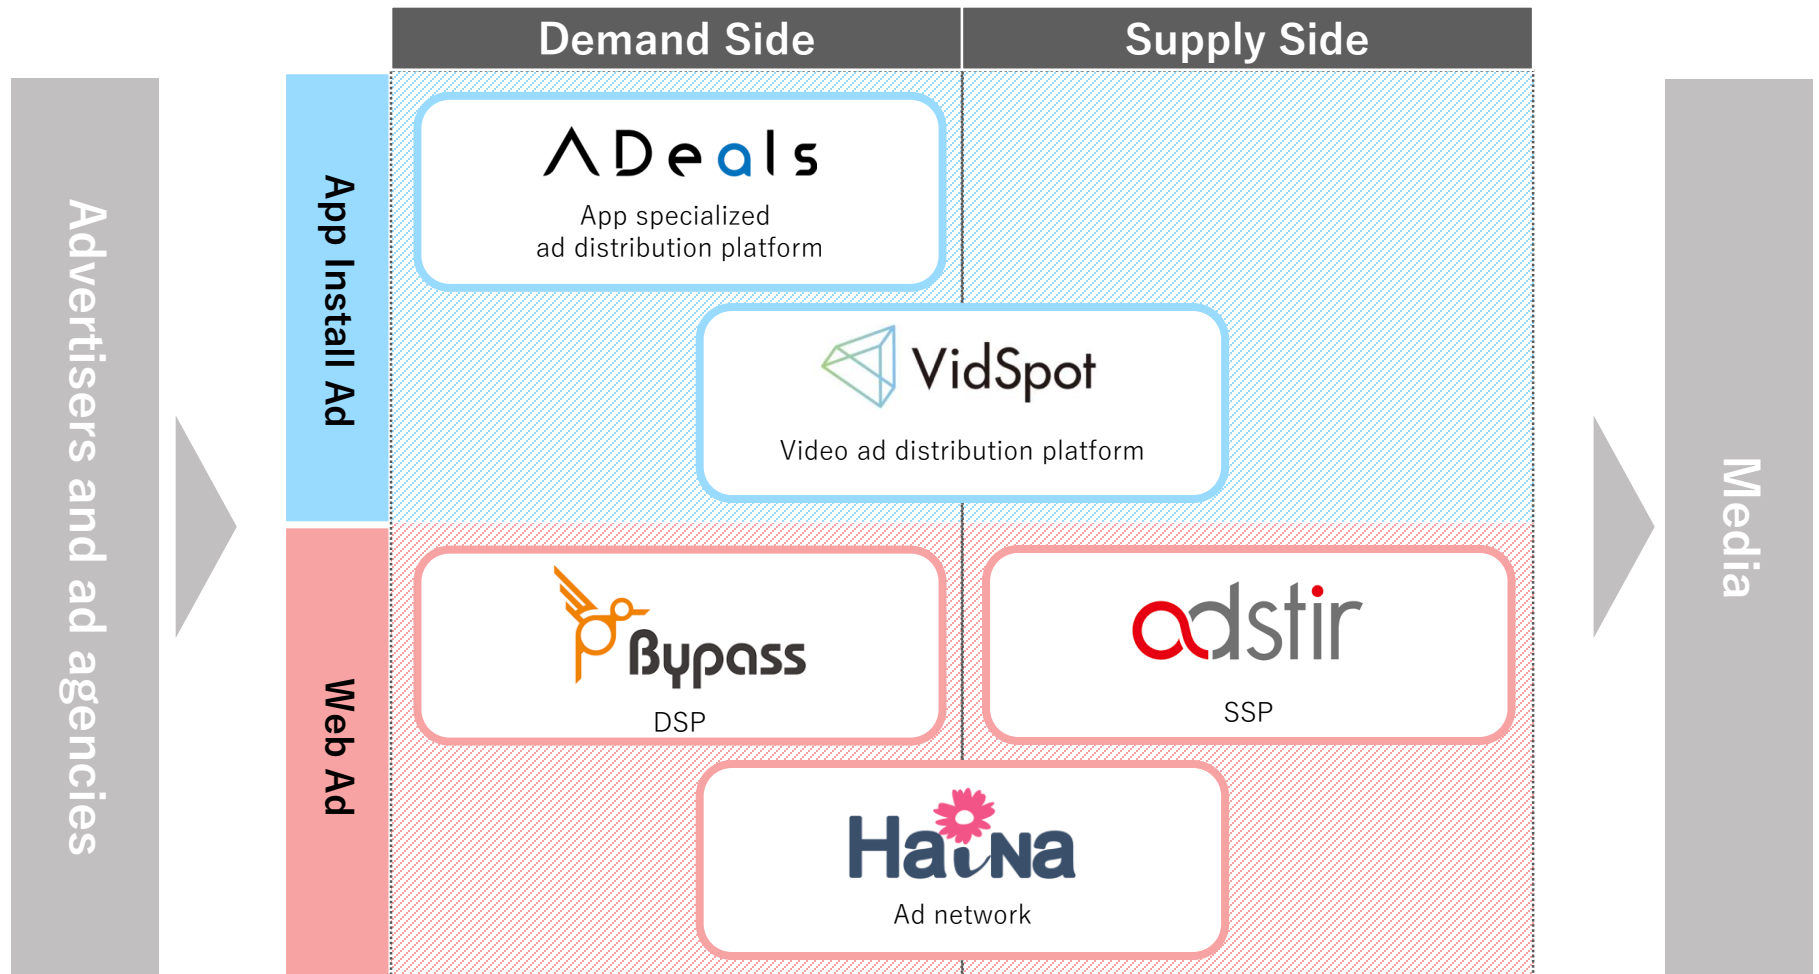 Demand Side
Supply Side
Advertisers and ad agencies
App Install Ad
ADeals
App specialized
ad distribution platform
VidSpot
Video ad distribution platform
Web Ad
Bypass
DSP
adstir
SSP
HaiNa
Ad network
Media